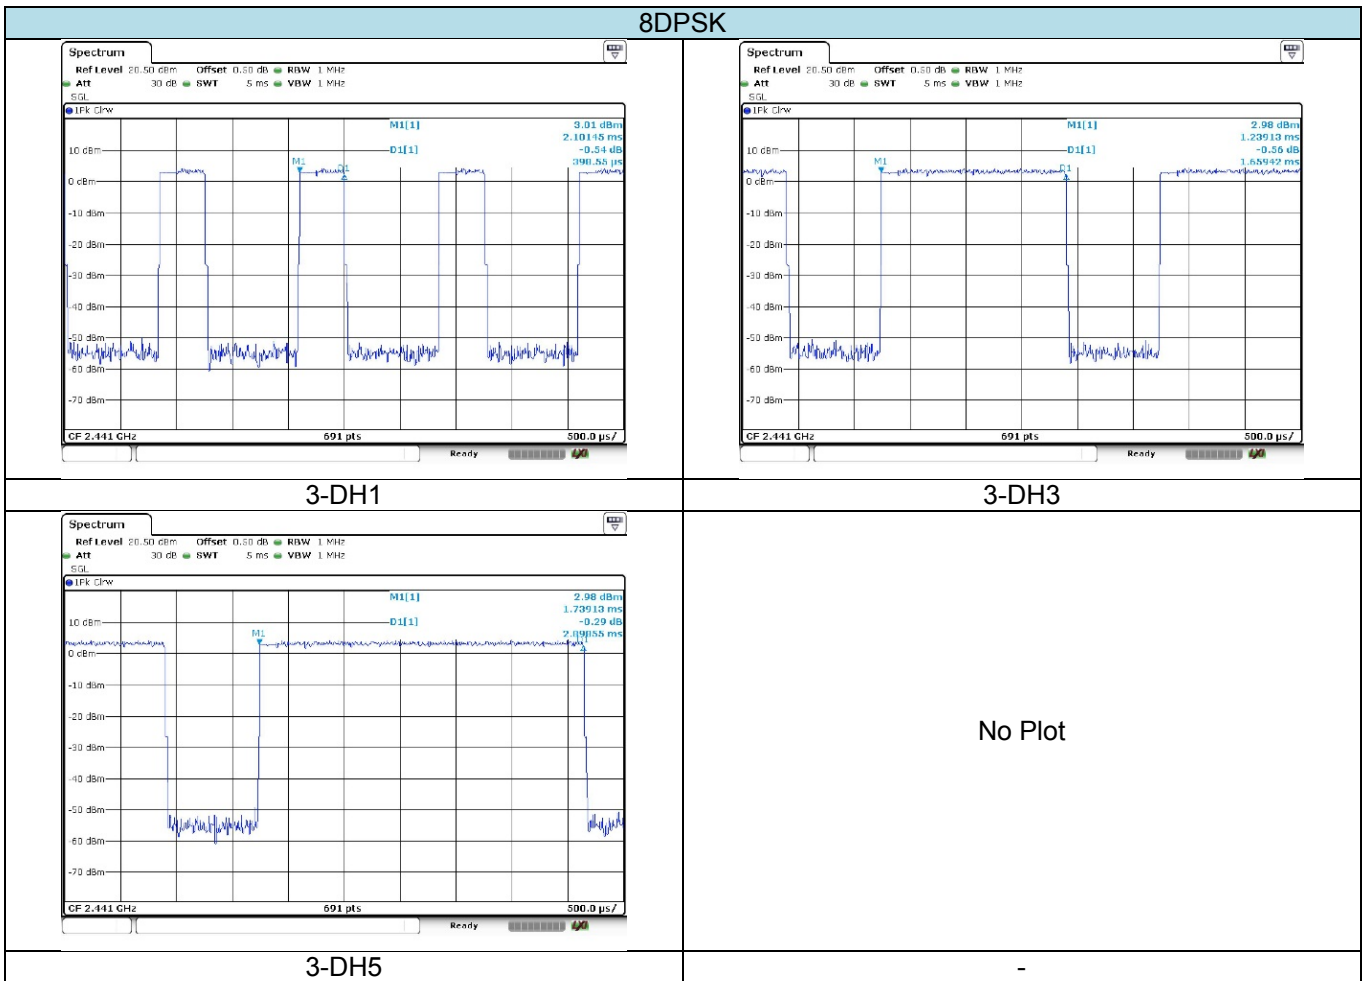 8DPSK
Spectrum
Ref Level 20.50 dBm Offset 0.50 dB RBW 1 MHz
Att 30 dB SWT 5 ms VBW 1 MHz
SGL
1Pk Clrw
M1[1] 3.01 dBm
2.10145 ms
D1[1] -0.54 dB
398.55 µs
M1
D1
10 dBm
0 dBm
-10 dBm
-20 dBm
-30 dBm
-40 dBm
-50 dBm
-60 dBm
-70 dBm
CF 2.441 GHz 691 pts 500.0 µs/
Ready
3-DH1
Spectrum
Ref Level 20.50 dBm Offset 0.50 dB RBW 1 MHz
Att 30 dB SWT 5 ms VBW 1 MHz
SGL
1Pk Clrw
M1[1] 2.98 dBm
1.23913 ms
D1[1] -0.56 dB
1.65942 ms
M1
D1
10 dBm
0 dBm
-10 dBm
-20 dBm
-30 dBm
-40 dBm
-50 dBm
-60 dBm
-70 dBm
CF 2.441 GHz 691 pts 500.0 µs/
Ready
3-DH3
Spectrum
Ref Level 20.50 dBm Offset 0.50 dB RBW 1 MHz
Att 30 dB SWT 5 ms VBW 1 MHz
SGL
1Pk Clrw
M1[1] 2.98 dBm
1.73913 ms
D1[1] -0.29 dB
2.89855 ms
M1
10 dBm
0 dBm
-10 dBm
-20 dBm
-30 dBm
-40 dBm
-50 dBm
-60 dBm
-70 dBm
CF 2.441 GHz 691 pts 500.0 µs/
Ready
3-DH5
No Plot
-